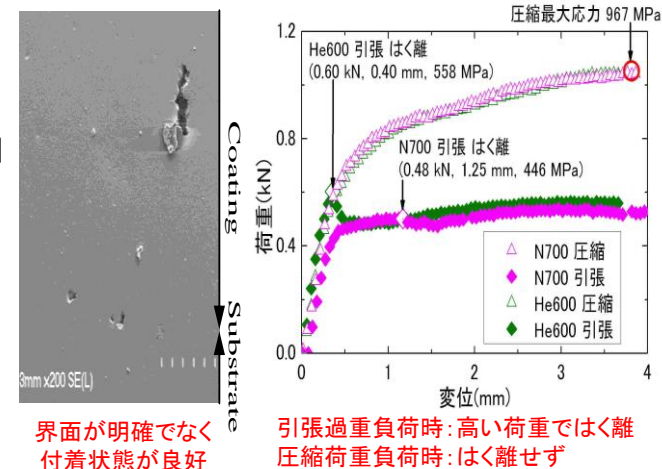 圧縮最大応力 967 MPa
He600 引張 はく離
(0.60 kN, 0.40 mm, 558 MPa)
N700 引張 はく離
(0.48 kN, 1.25 mm, 446 MPa)
1.2
0.8
0.4
0.0
荷重(kN)
0
1
2
3
4
変位(mm)
N700 圧縮
N700 引張
He600 圧縮
He600 引張
Coating
Substrate
3mm x200 SE(L)
界面が明確でなく
付着状態が良好
引張過重負荷時:高い荷重ではく離
圧縮荷重負荷時:はく離せず